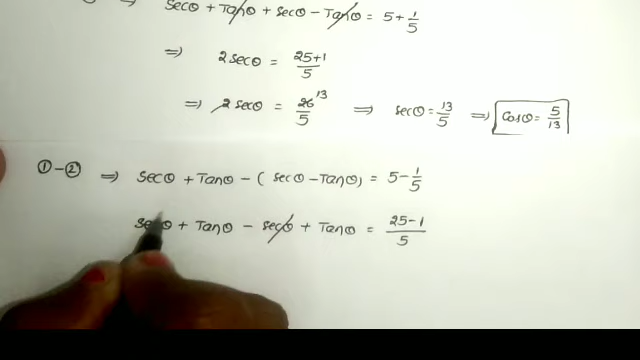 ⇒ Secθ + Tanθ + secθ - Tanθ = 5 + 1/5
⇒ 2secθ = 25+1/5
⇒ 2secθ = 26/5 13 ⇒ secθ = 13/5 ⇒ Cosθ = 5/13
①-② ⇒ secθ + Tanθ - ( secθ - Tanθ) = 5 - 1/5
secθ + Tanθ - secθ + Tanθ = 25-1/5